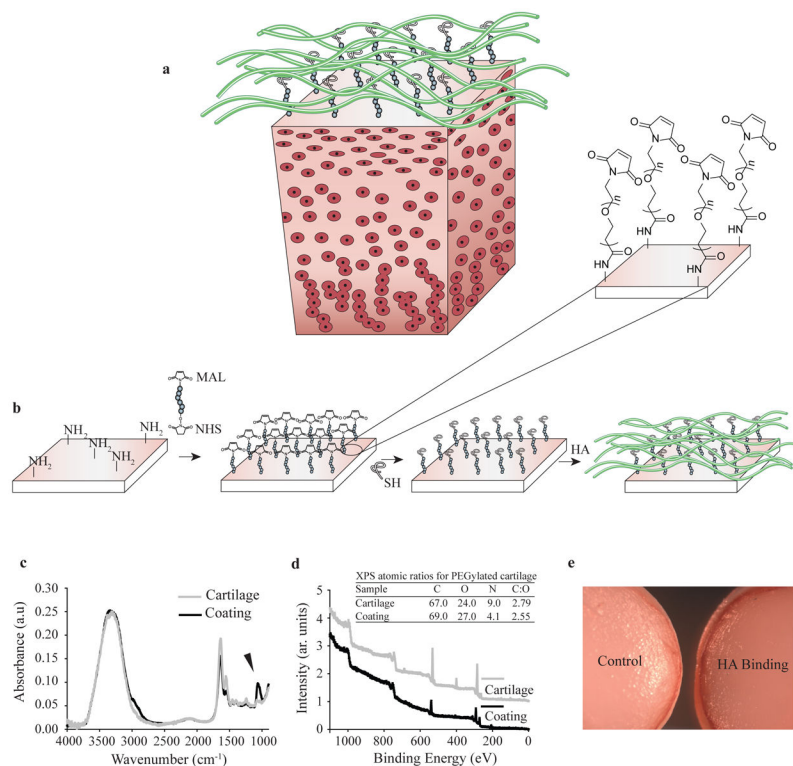 a
O
N
O
O
N
O
O
N
O
O
N
O
n
O
n
O
n
O
n
O
O
O
O
O
HN
HN
HN
HN
b
MAL
NHS
NH2
NH2
NH2
NH2
NH2
SH
HA
c
0.30
0.25
0.20
0.15
0.10
0.05
0.00
Absorbance (a.u)
Cartilage
Coating
4000 3500 3000 2500 2000 1500 1000
Wavenumber (cm-1)
d
XPS atomic ratios for PEGylated cartilage
Sample C O N C:O
Cartilage 67.0 24.0 9.0 2.79
Coating 69.0 27.0 4.1 2.55
5
4
3
2
1
0
Intensity (ar. units)
Cartilage
Coating
1000 800 600 400 200 0
Binding Energy (eV)
e
Control
HA Binding